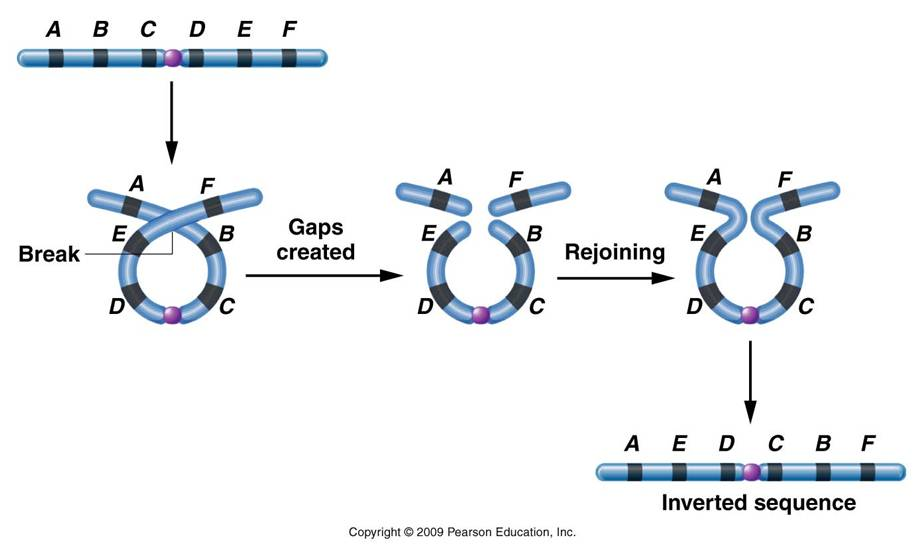 A B C D E F
A F
E B
Break
D C
Gaps
created
A F
E B
D C
Rejoining
A F
E B
D C
A E D C B F
Inverted sequence
Copyright © 2009 Pearson Education, Inc.